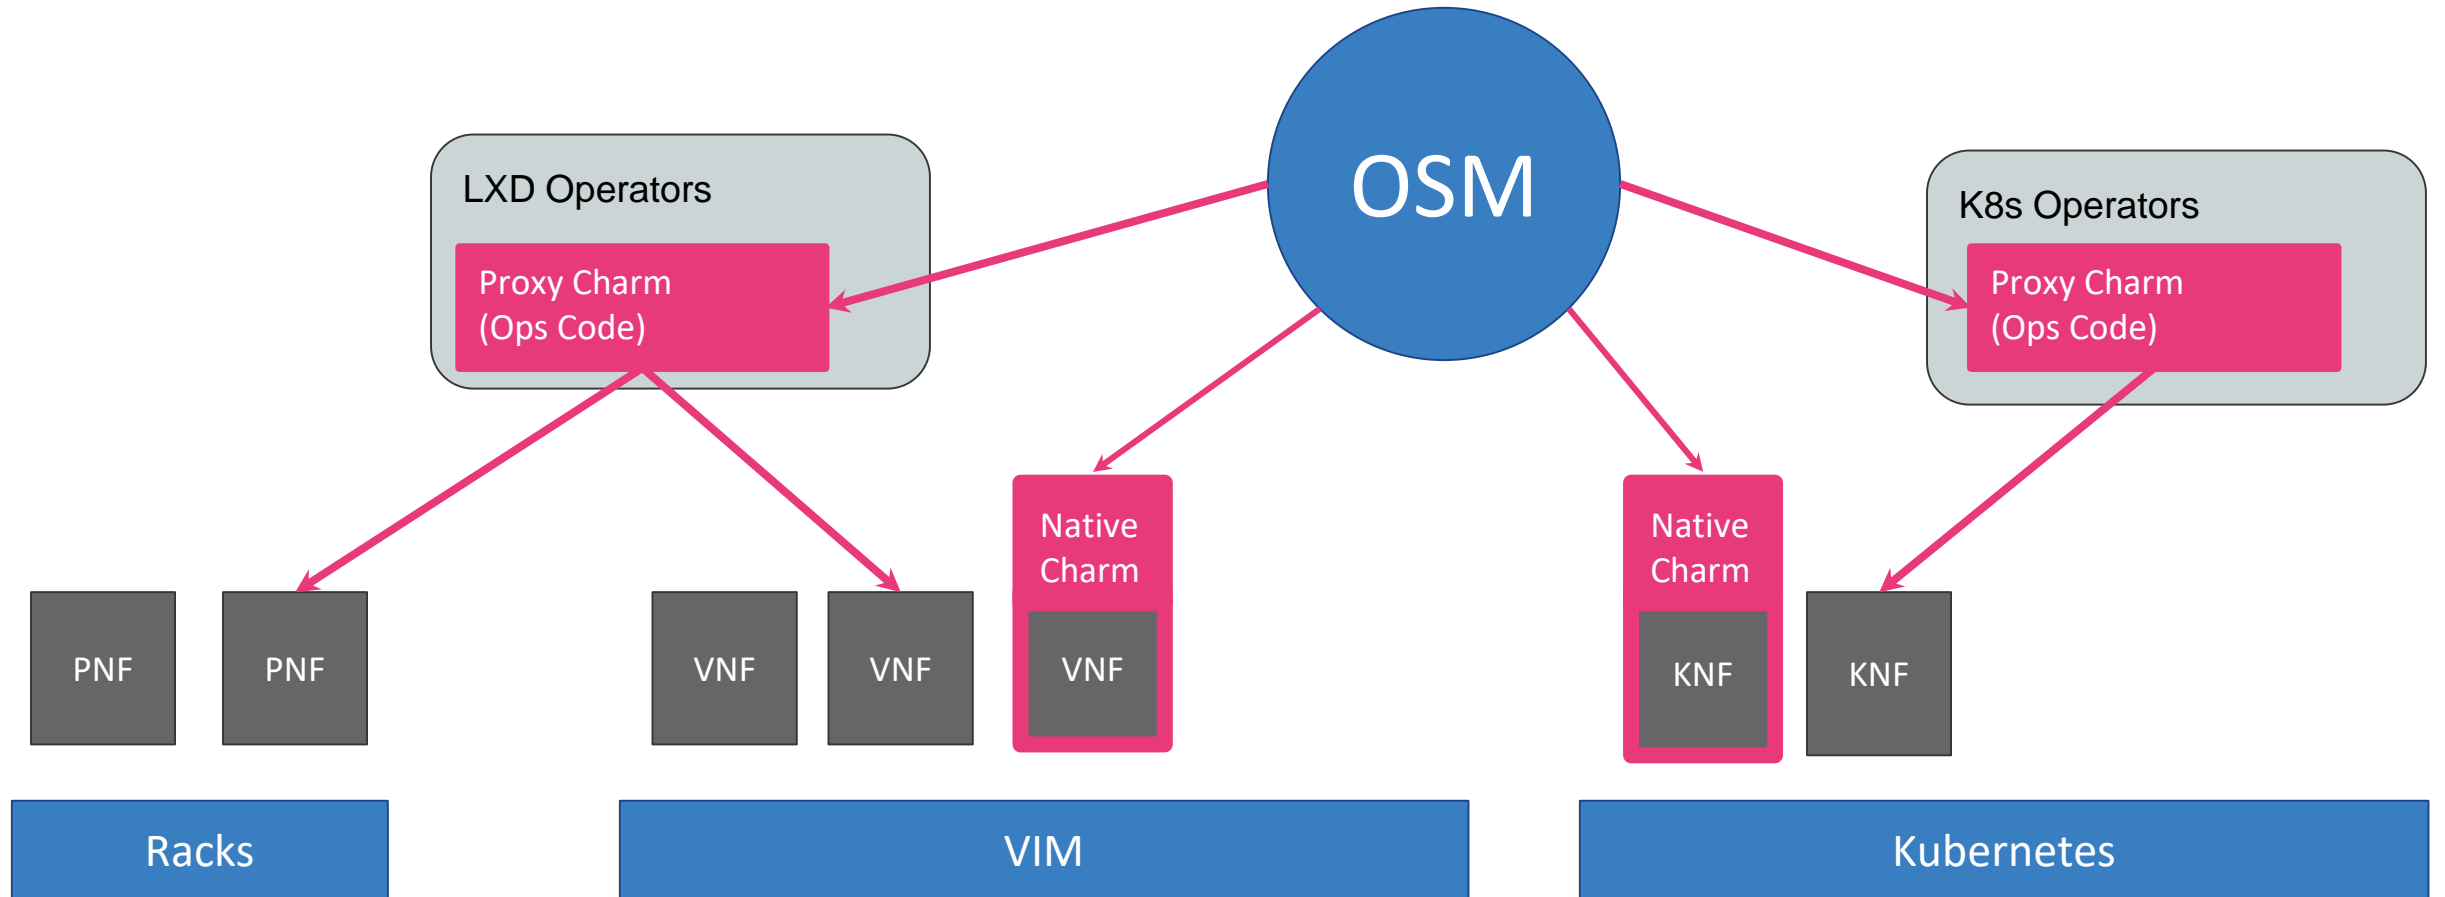 OSM
LXD Operators
Proxy Charm
(Ops Code)
K8s Operators
Proxy Charm
(Ops Code)
Native
Charm
Native
Charm
PNF
PNF
VNF
VNF
VNF
KNF
KNF
Racks
VIM
Kubernetes